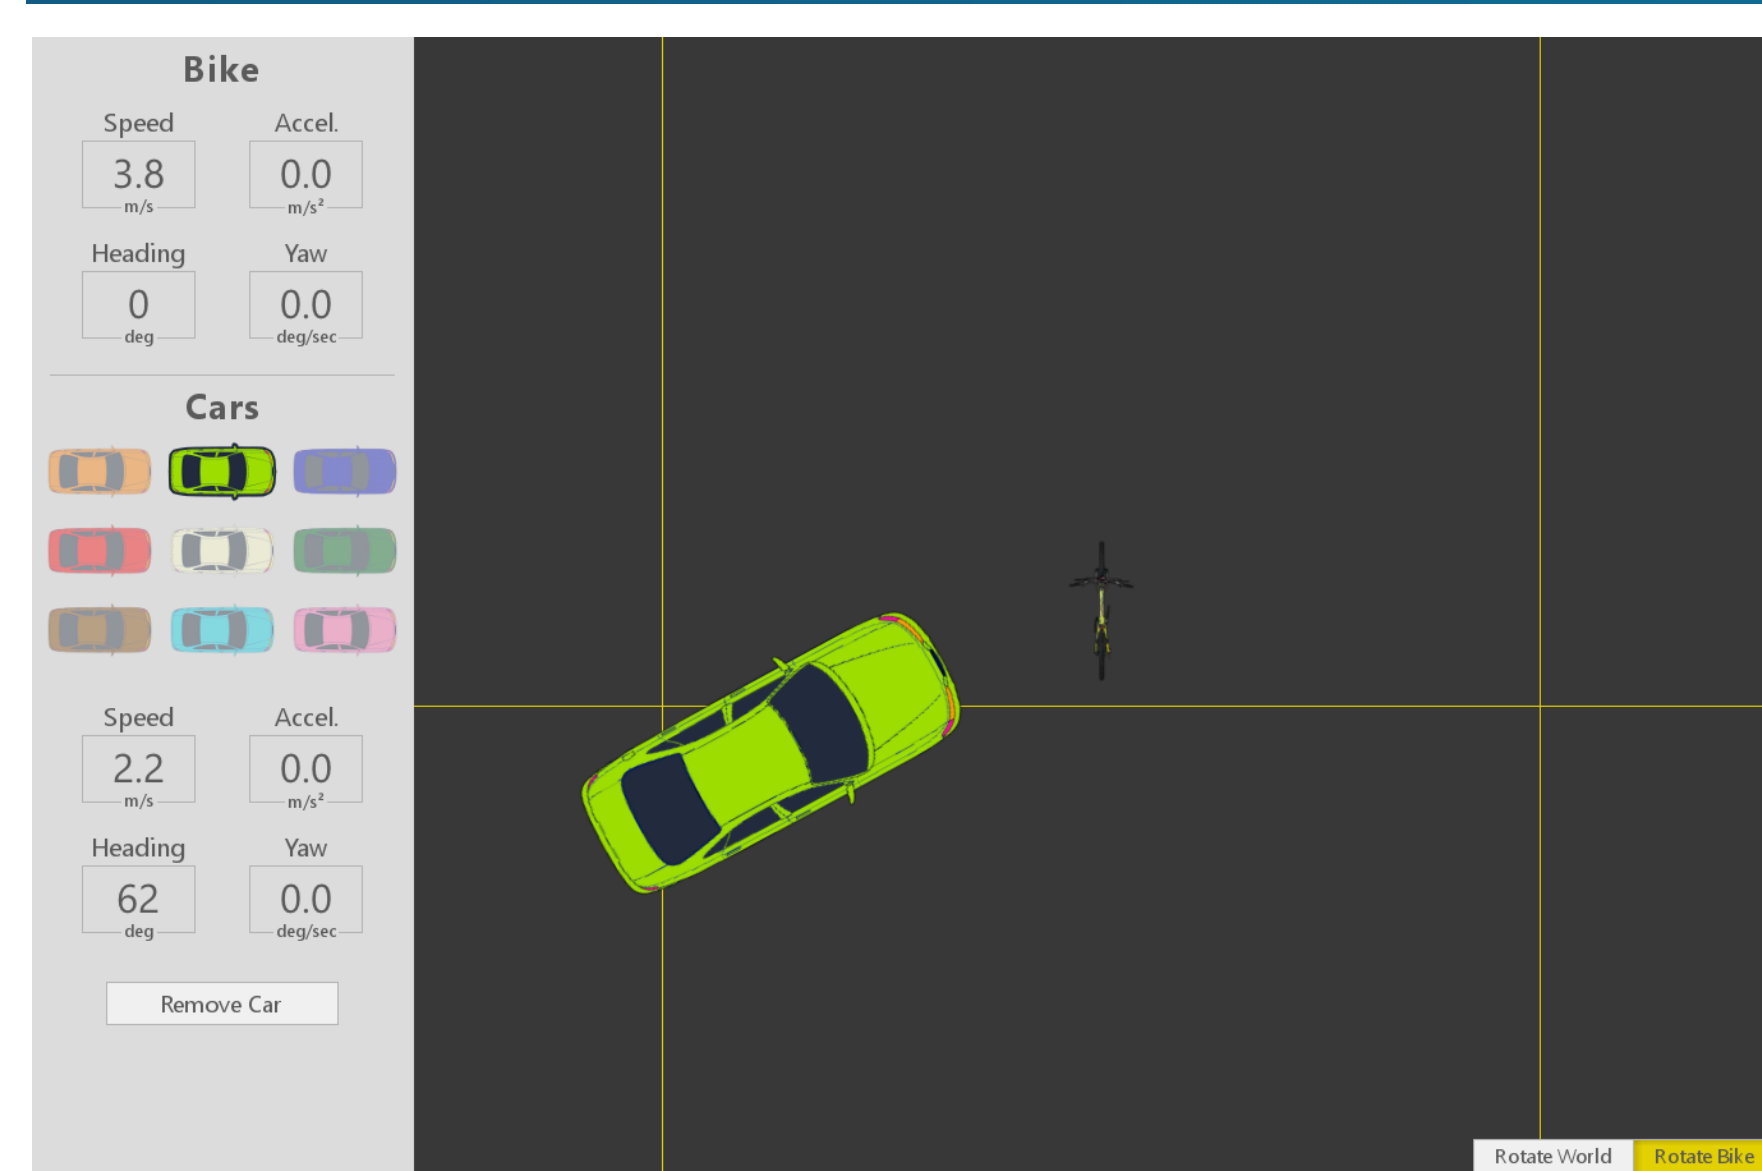 Bike
Speed Accel.
3.8 0.0
m/s m/s²
Heading Yaw
0 0.0
deg deg/sec
Cars
Speed Accel.
2.2 0.0
m/s m/s²
Heading Yaw
62 0.0
deg deg/sec
Remove Car
Rotate World Rotate Bike